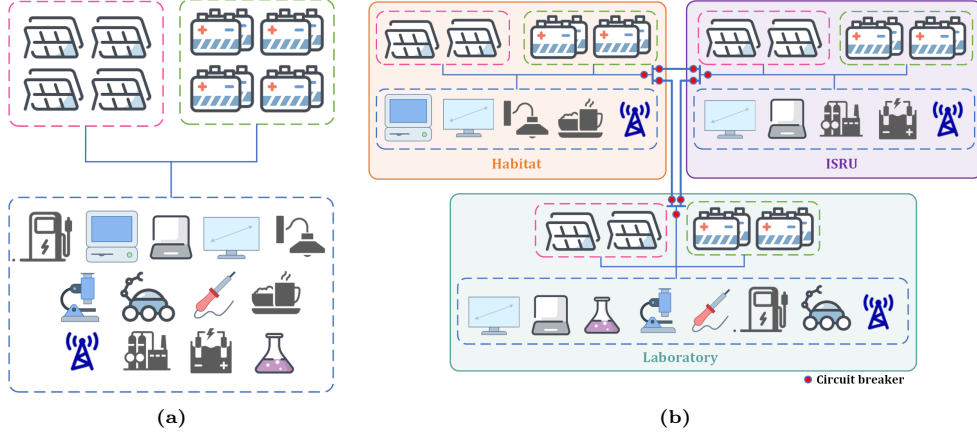 Habitat
ISRU
Laboratory
Circuit breaker
(a)
(b)